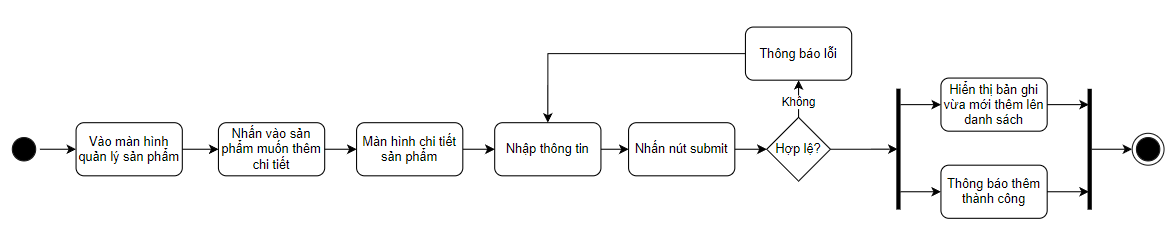 Vào màn hình
quản lý sản phẩm
Nhấn vào sản
phẩm muốn thêm
chi tiết
Màn hình chi tiết
sản phẩm
Nhập thông tin
Nhấn nút submit
Hợp lệ?
Không
Thông báo lỗi
Hiển thị bản ghi
vừa mới thêm lên
danh sách
Thông báo thêm
thành công